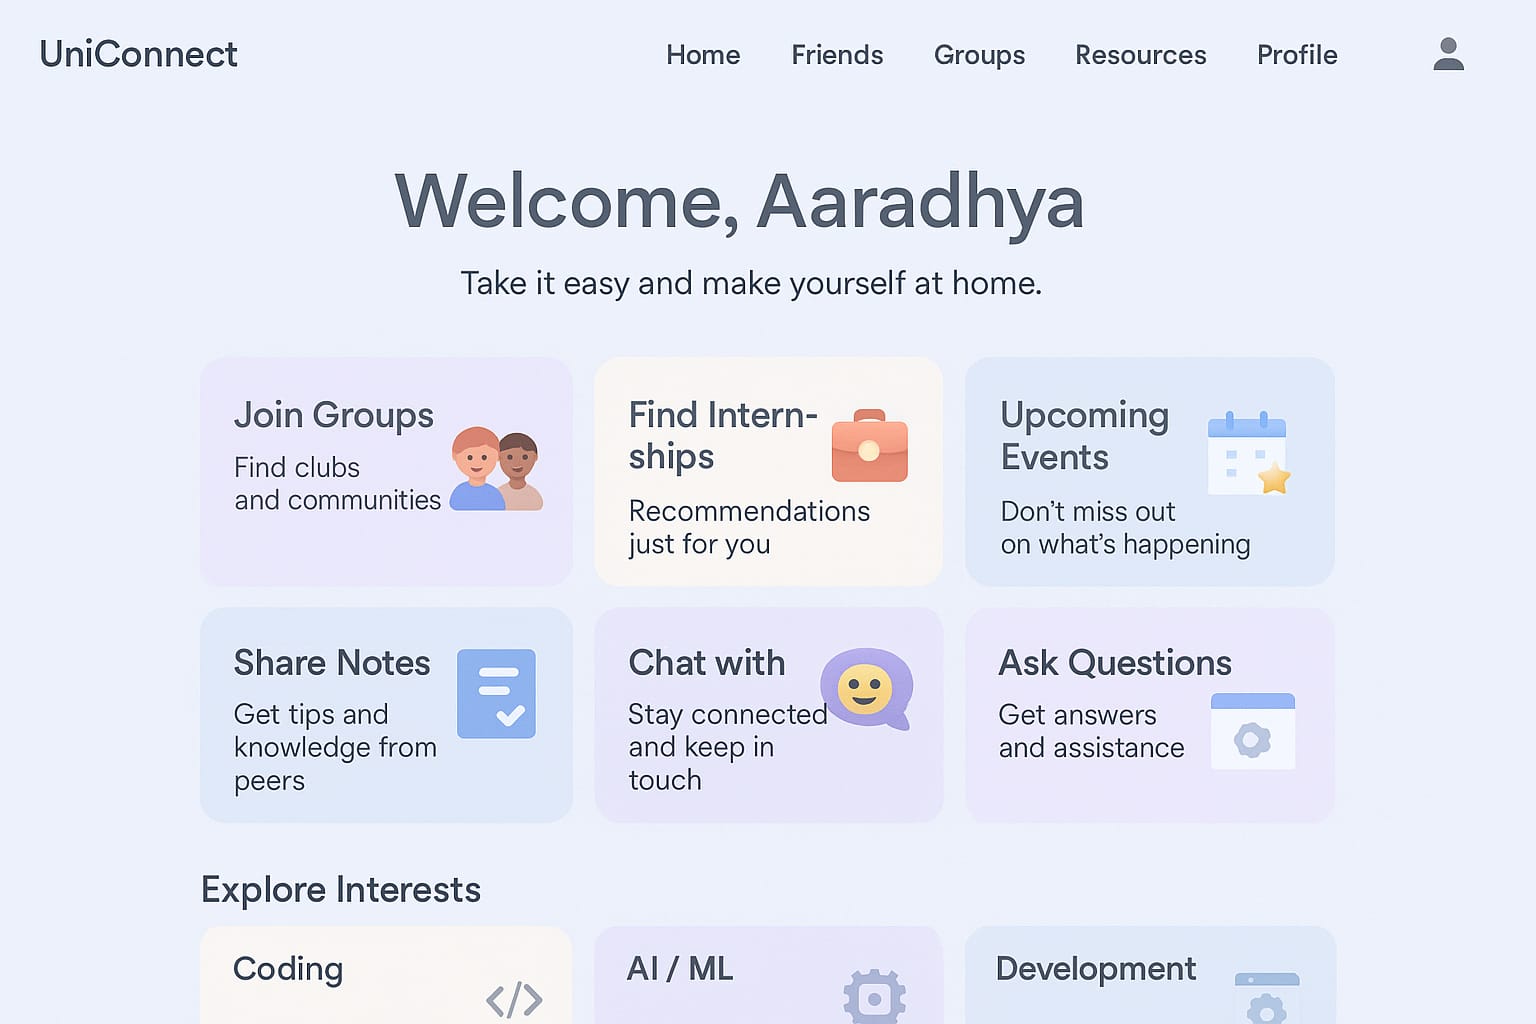 UniConnect
Home Friends Groups Resources Profile
Welcome, Aaradhya
Take it easy and make yourself at home.
Join Groups
Find clubs
and communities
Find Intern-
ships
Recommendations
just for you
Upcoming
Events
Don’t miss out
on what’s happening
Share Notes
Get tips and
knowledge from
peers
Chat with
Stay connected
and keep in
touch
Ask Questions
Get answers
and assistance
Explore Interests
Coding
</>
AI / ML
Development